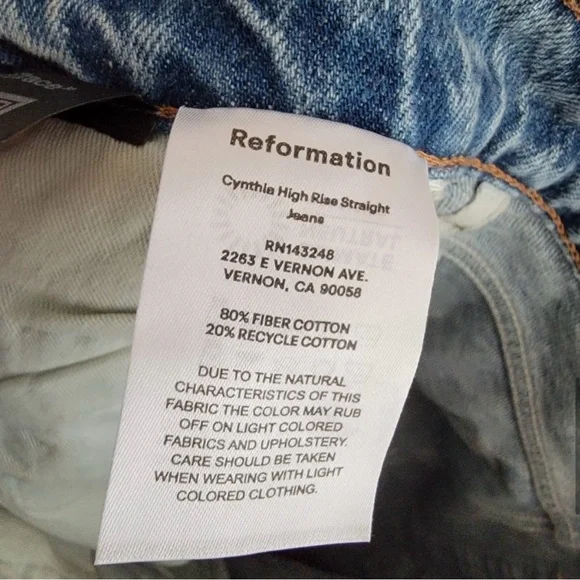 Reformation
Cynthia High Rise Straight
Jeans
RN143248
2263 E VERNON AVE.
VERNON, CA 90058
80% FIBER COTTON
20% RECYCLE COTTON
DUE TO THE NATURAL
CHARACTERISTICS OF THIS
FABRIC THE COLOR MAY RUB
OFF ON LIGHT COLORED
FABRICS AND UPHOLSTERY.
CARE SHOULD BE TAKEN
WHEN WEARING WITH LIGHT
COLORED CLOTHING.